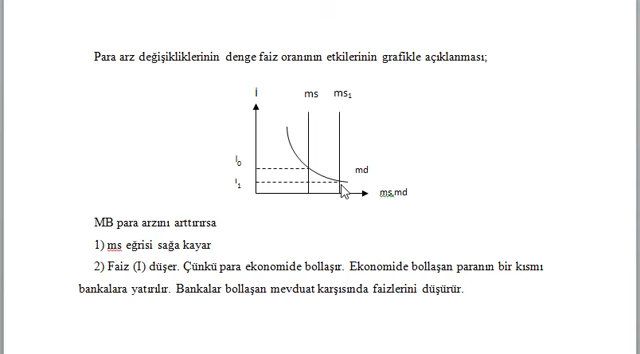 Para arz değişikliklerinin denge faiz oranının etkilerinin grafikle açıklanması;
İ
ms
ms1
I0
I1
md
ms,md
MB para arzını arttırırsa
1) ms eğrisi sağa kayar
2) Faiz (I) düşer. Çünkü para ekonomide bollaşır. Ekonomide bollaşan paranın bir kısmı
bankalara yatırılır. Bankalar bollaşan mevduat karşısında faizlerini düşürür.